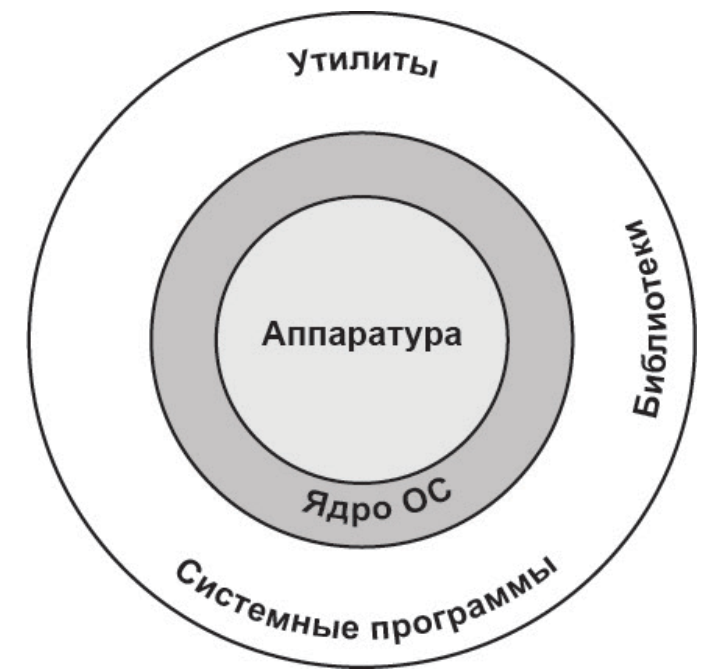 Утилиты
Библиотеки
Аппаратура
Ядро ОС
Системные программы